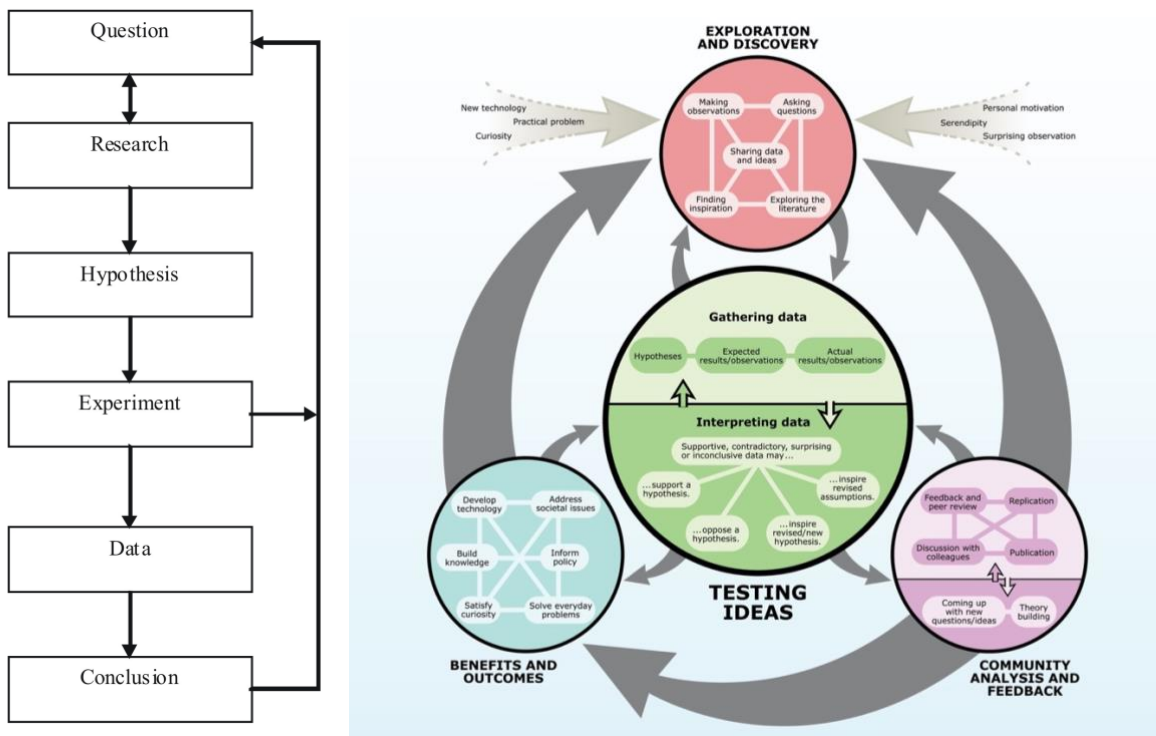 Question
Research
Hypothesis
Experiment
Data
Conclusion
EXPLORATION
AND DISCOVERY
New technology
Practical problem
Curiosity
Personal motivation
Serendipity
Surprising observation
Making
observations
Asking
questions
Sharing data
and ideas
Finding
inspiration
Exploring the
literature
Gathering data
Hypotheses
Expected
results/observations
Actual
results/observations
Interpreting data
Supportive, contradictory, surprising
or inconclusive data may...
...support a
hypothesis.
...oppose a
hypothesis.
...inspire
revised/new
hypothesis.
...inspire
revised
assumptions.
TESTING
IDEAS
Develop
technology
Address
societal issues
Build
knowledge
Inform
policy
Satisfy
curiosity
Solve everyday
problems
BENEFITS AND
OUTCOMES
Feedback and
peer review
Replication
Discussion with
colleagues
Publication
Coming up
with new
questions/ideas
Theory
building
COMMUNITY
ANALYSIS AND
FEEDBACK